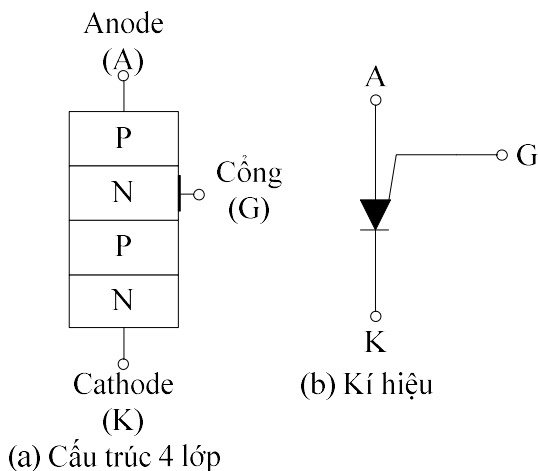 Anode
(A)
P
N
Cổng
(G)
P
N
Cathode
(K)
(a) Cấu trúc 4 lớp
A
G
K
(b) Kí hiệu